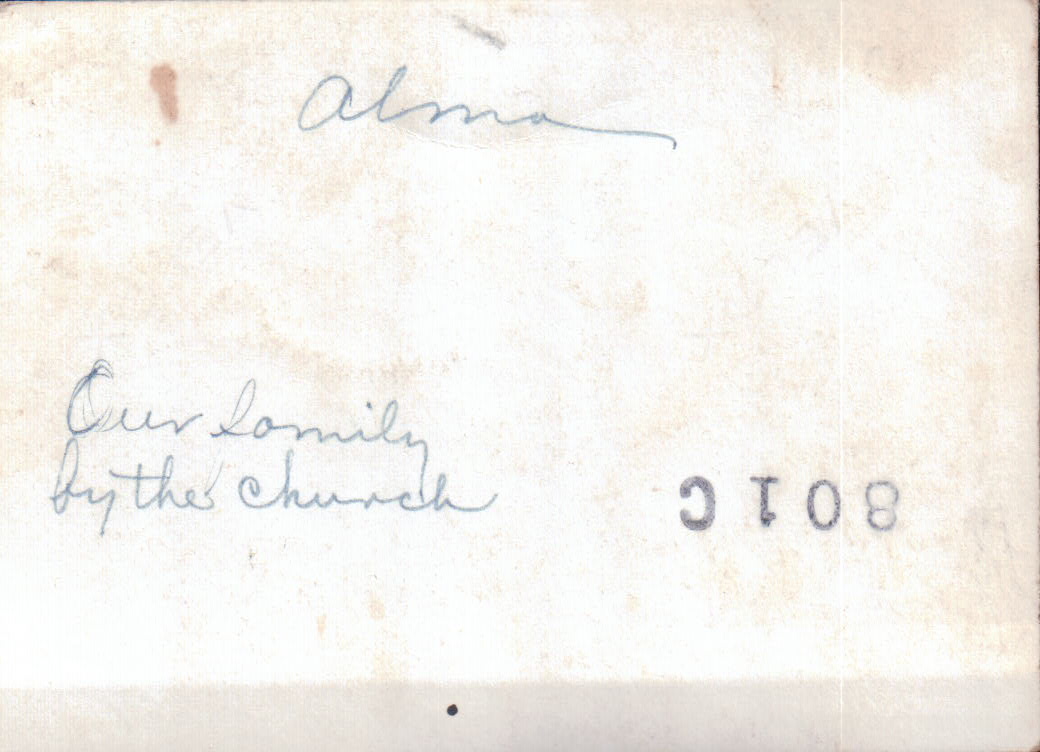 Alma
Our family
by the church
801C